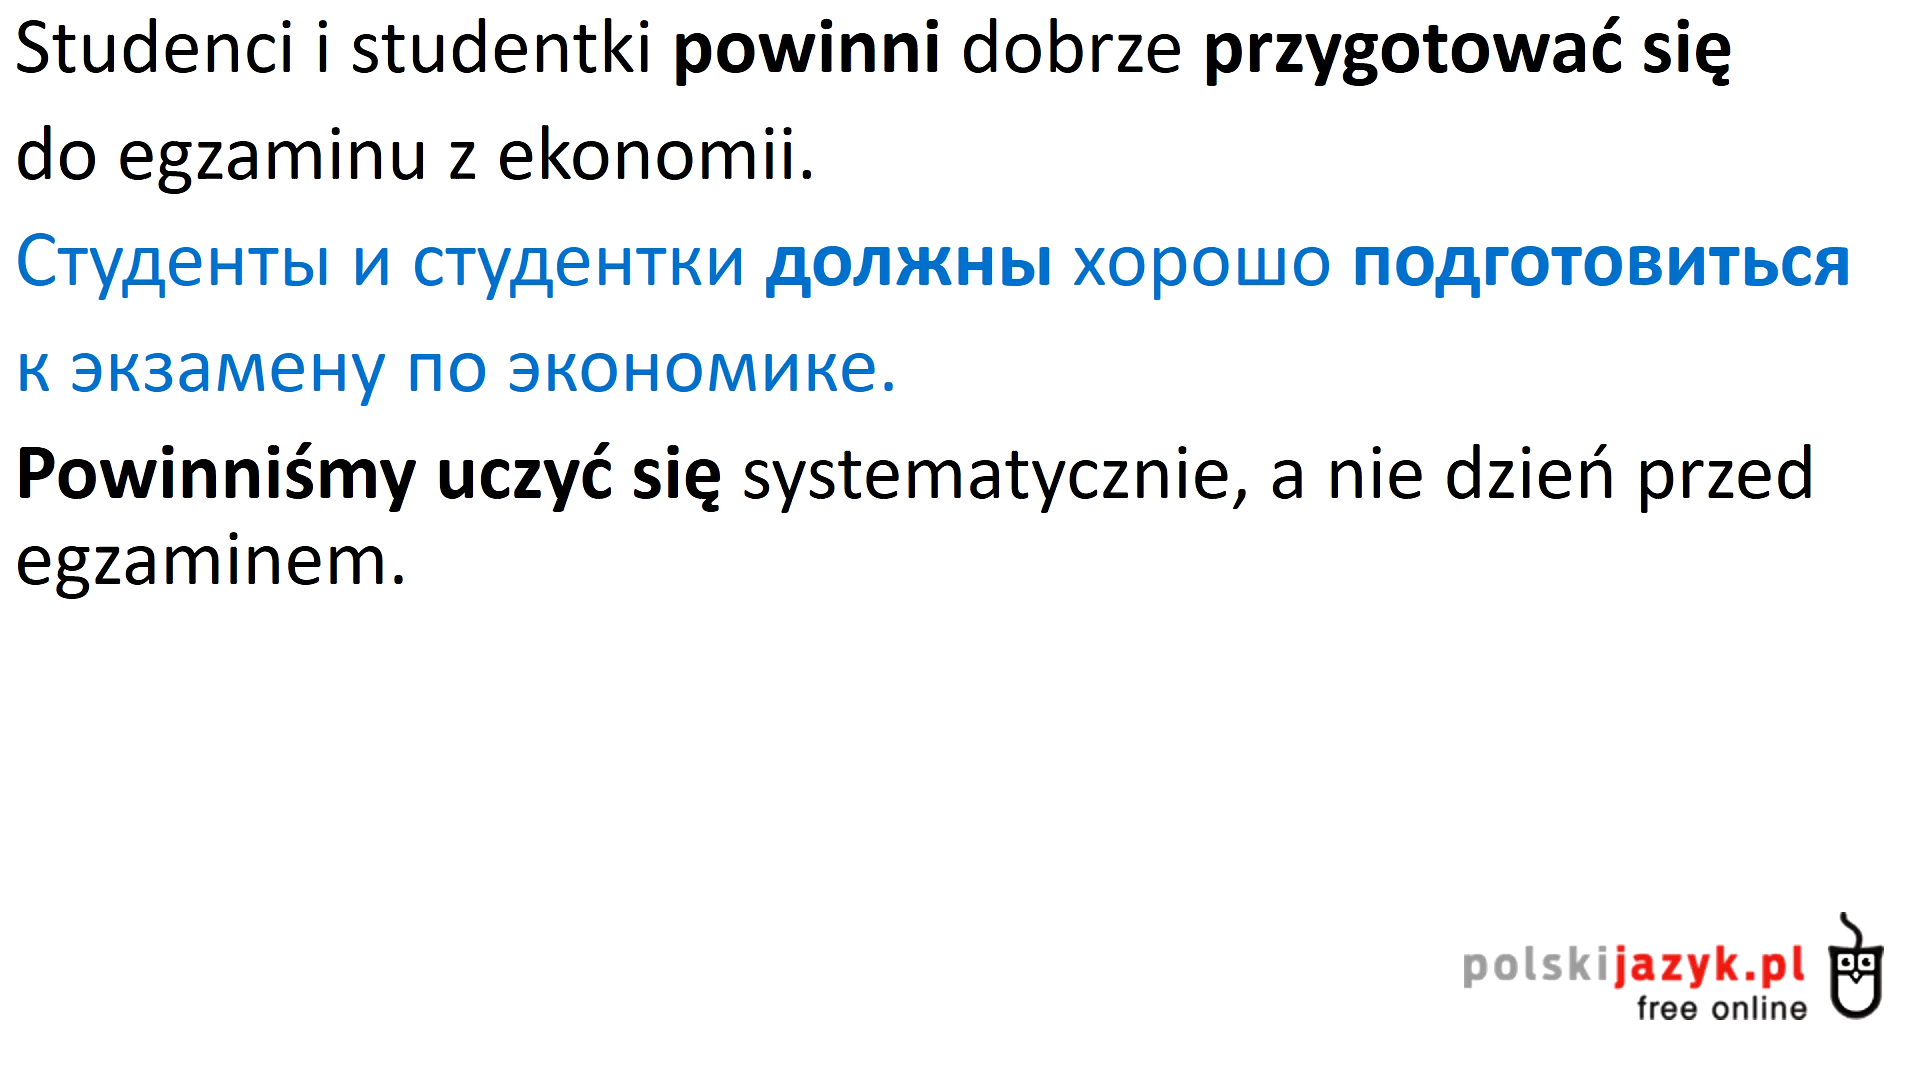 Studenci i studentki powinni dobrze przygotować się
do egzaminu z ekonomii.
Студенты и студентки должны хорошо подготовиться
к экзамену по экономике.
Powinniśmy uczyć się systematycznie, a nie dzień przed
egzaminem.
polskijazyk.pl
free online